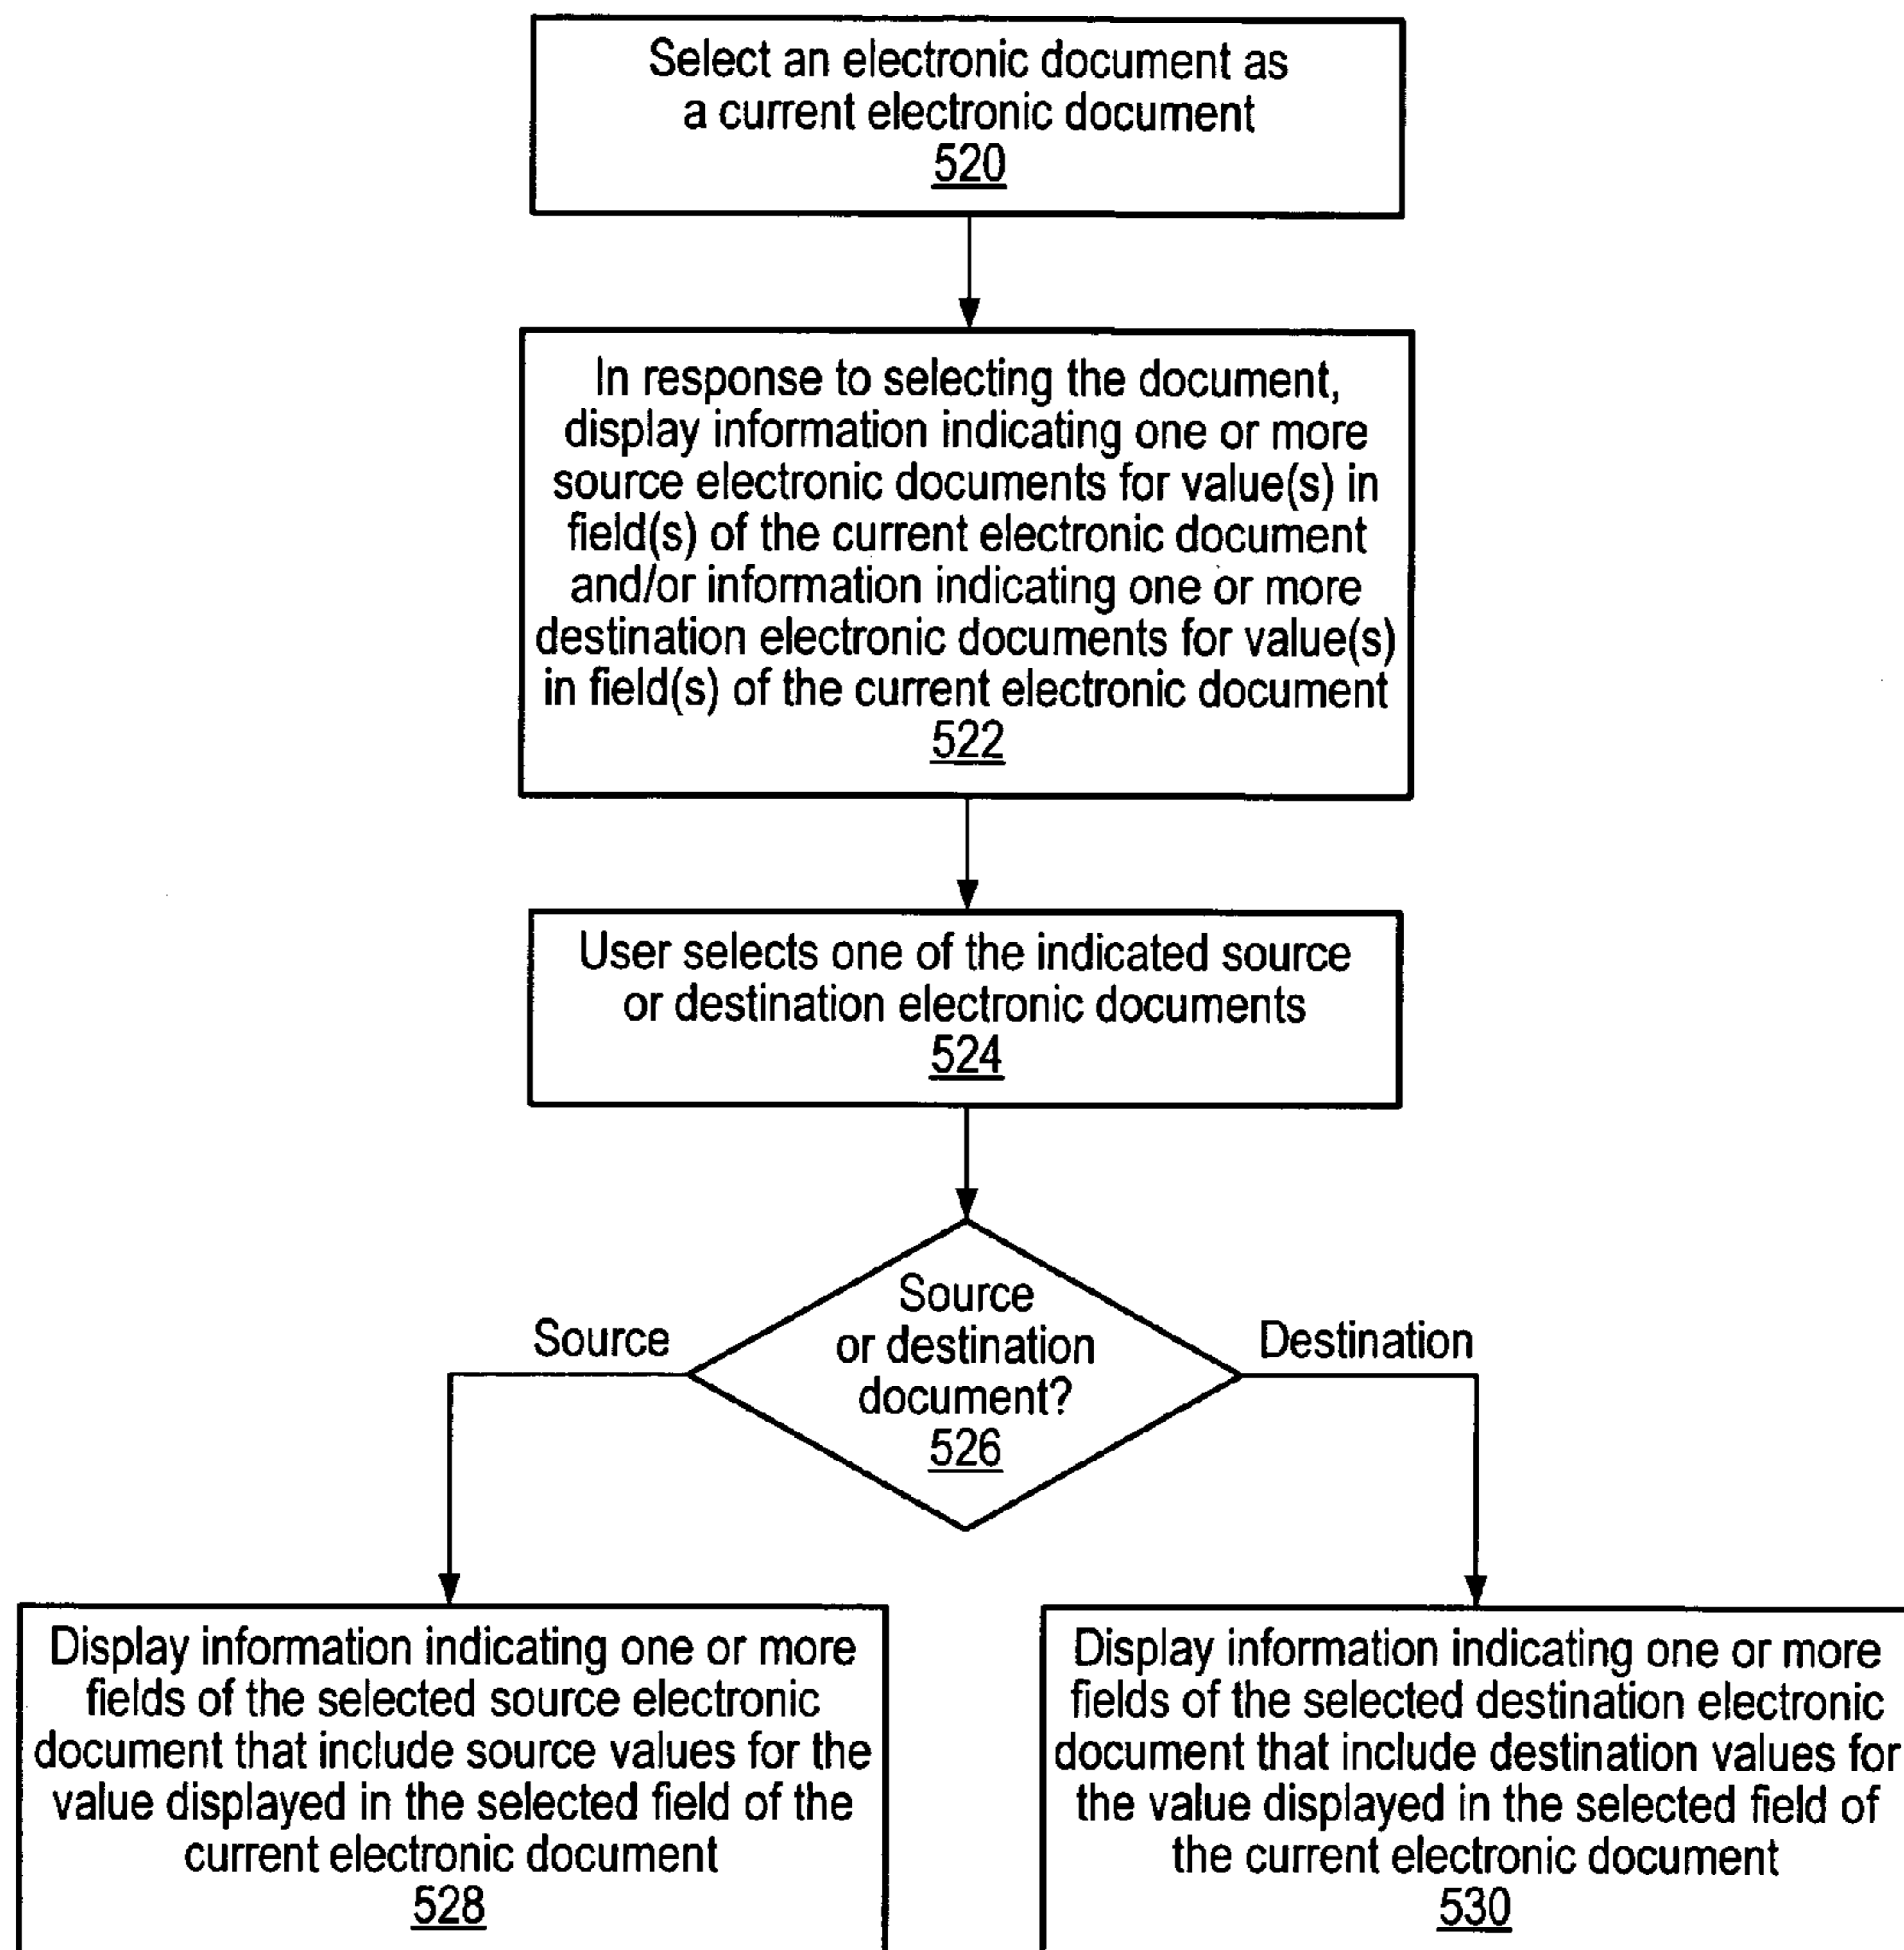 Select an electronic document as
a current electronic document
520
In response to selecting the document,
display information indicating one or more
source electronic documents for value(s) in
field(s) of the current electronic document
and/or information indicating one or more
destination electronic documents for value(s)
in field(s) of the current electronic document
522
User selects one of the indicated source
or destination electronic documents
524
Source
or destination
document?
526
Source
Destination
Display information indicating one or more
fields of the selected source electronic
document that include source values for the
value displayed in the selected field of the
current electronic document
528
Display information indicating one or more
fields of the selected destination electronic
document that include destination values for
the value displayed in the selected field of
the current electronic document
530